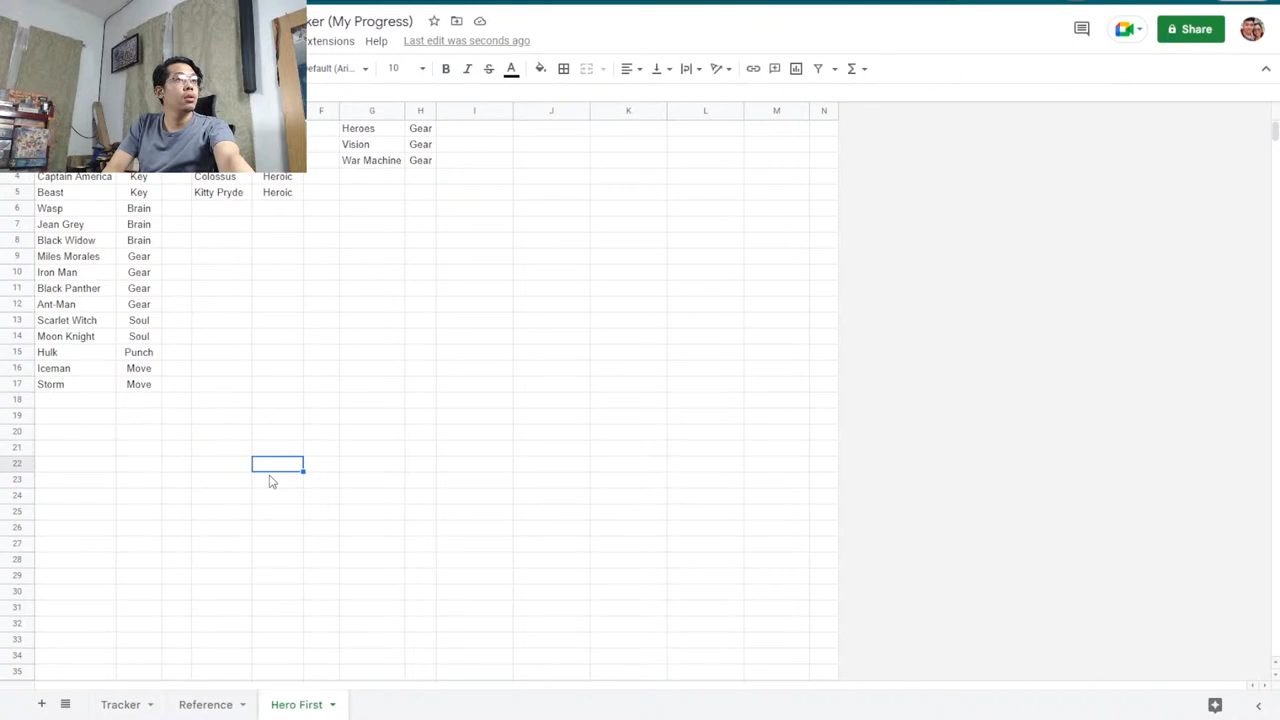 ker (My Progress)
xtensions Help Last edit was seconds ago
Share
efault (Ari... 10 B I S A
F G H I J K L M N
Heroes Gear
Vision Gear
War Machine Gear
4 Captain America Key Colossus Heroic
5 Beast Key Kitty Pryde Heroic
6 Wasp Brain
7 Jean Grey Brain
8 Black Widow Brain
9 Miles Morales Gear
10 Iron Man Gear
11 Black Panther Gear
12 Ant-Man Gear
13 Scarlet Witch Soul
14 Moon Knight Soul
15 Hulk Punch
16 Iceman Move
17 Storm Move
18
19
20
21
22
23
24
25
26
27
28
29
30
31
32
33
34
35
Tracker Reference Hero First